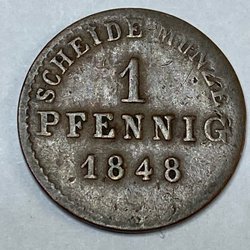 SCHEIDE MÜNZE
1
PFENNIG
1848